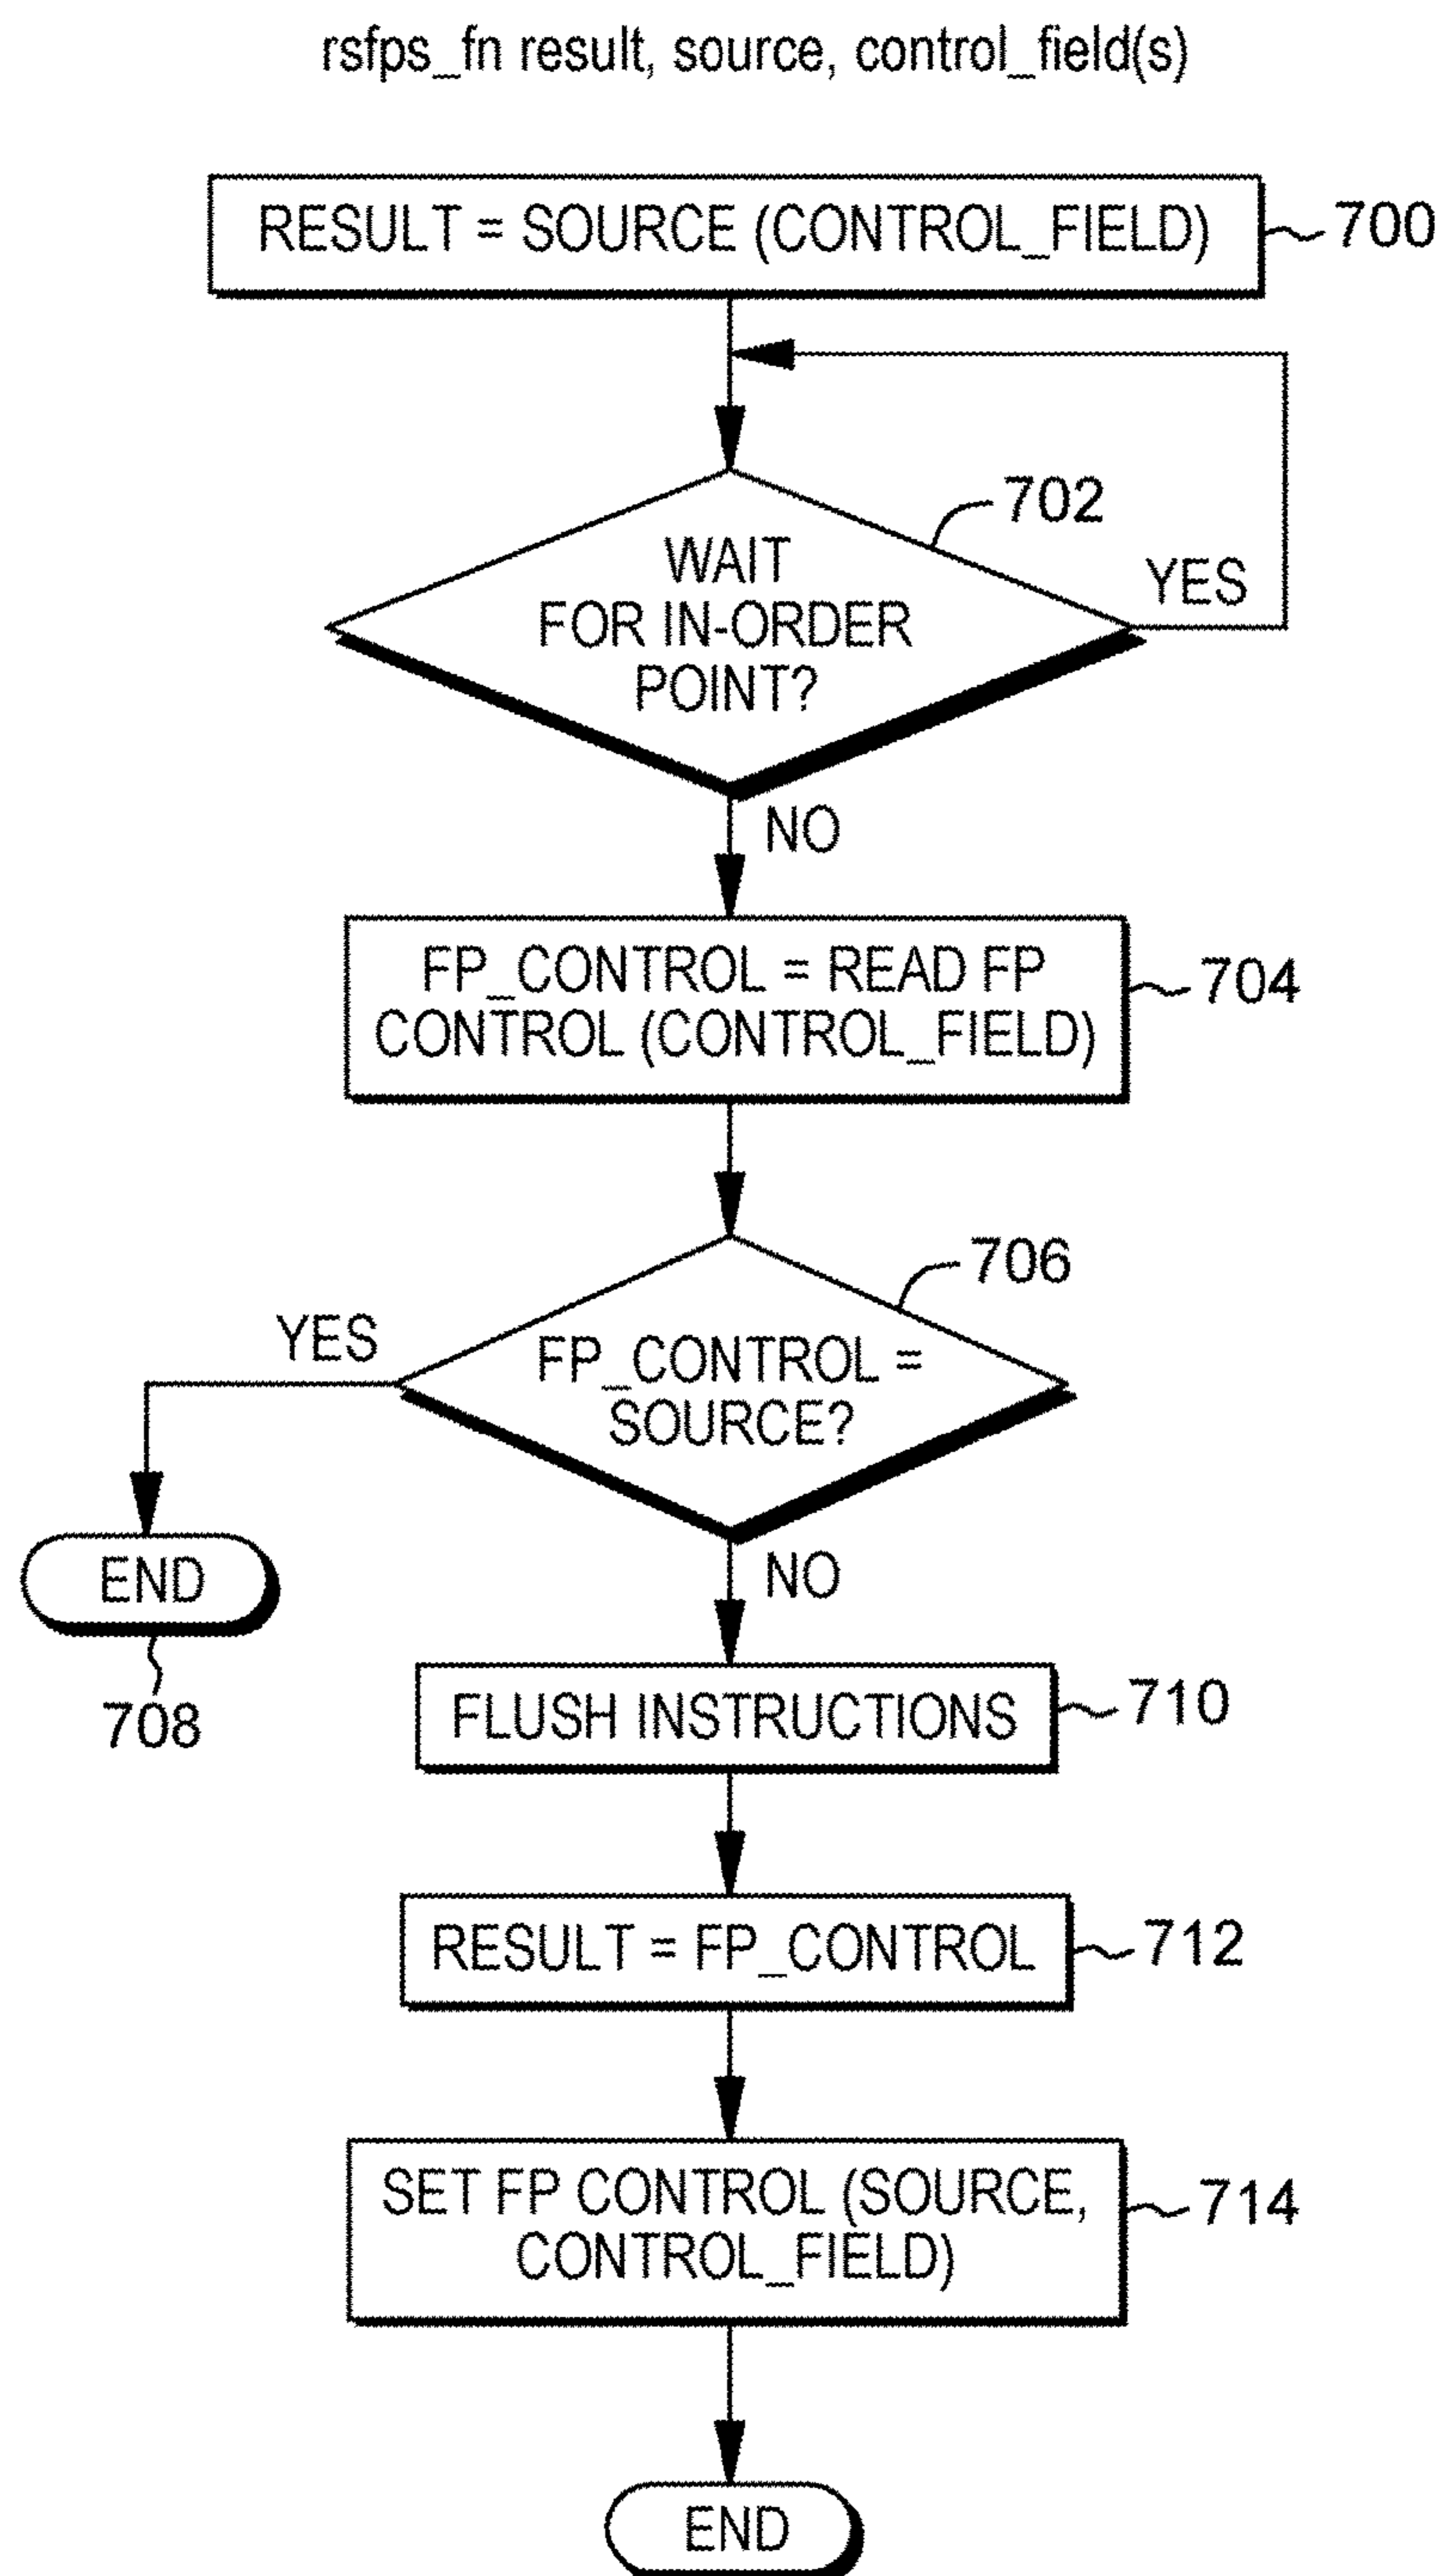 rsfps_fn result, source, control_field(s)
RESULT = SOURCE (CONTROL_FIELD)
700
702
WAIT
FOR IN-ORDER
POINT?
YES
NO
FP_CONTROL = READ FP
CONTROL (CONTROL_FIELD)
704
706
YES
FP_CONTROL =
SOURCE?
END
708
NO
FLUSH INSTRUCTIONS
710
RESULT = FP_CONTROL
712
SET FP CONTROL (SOURCE,
CONTROL_FIELD)
714
END